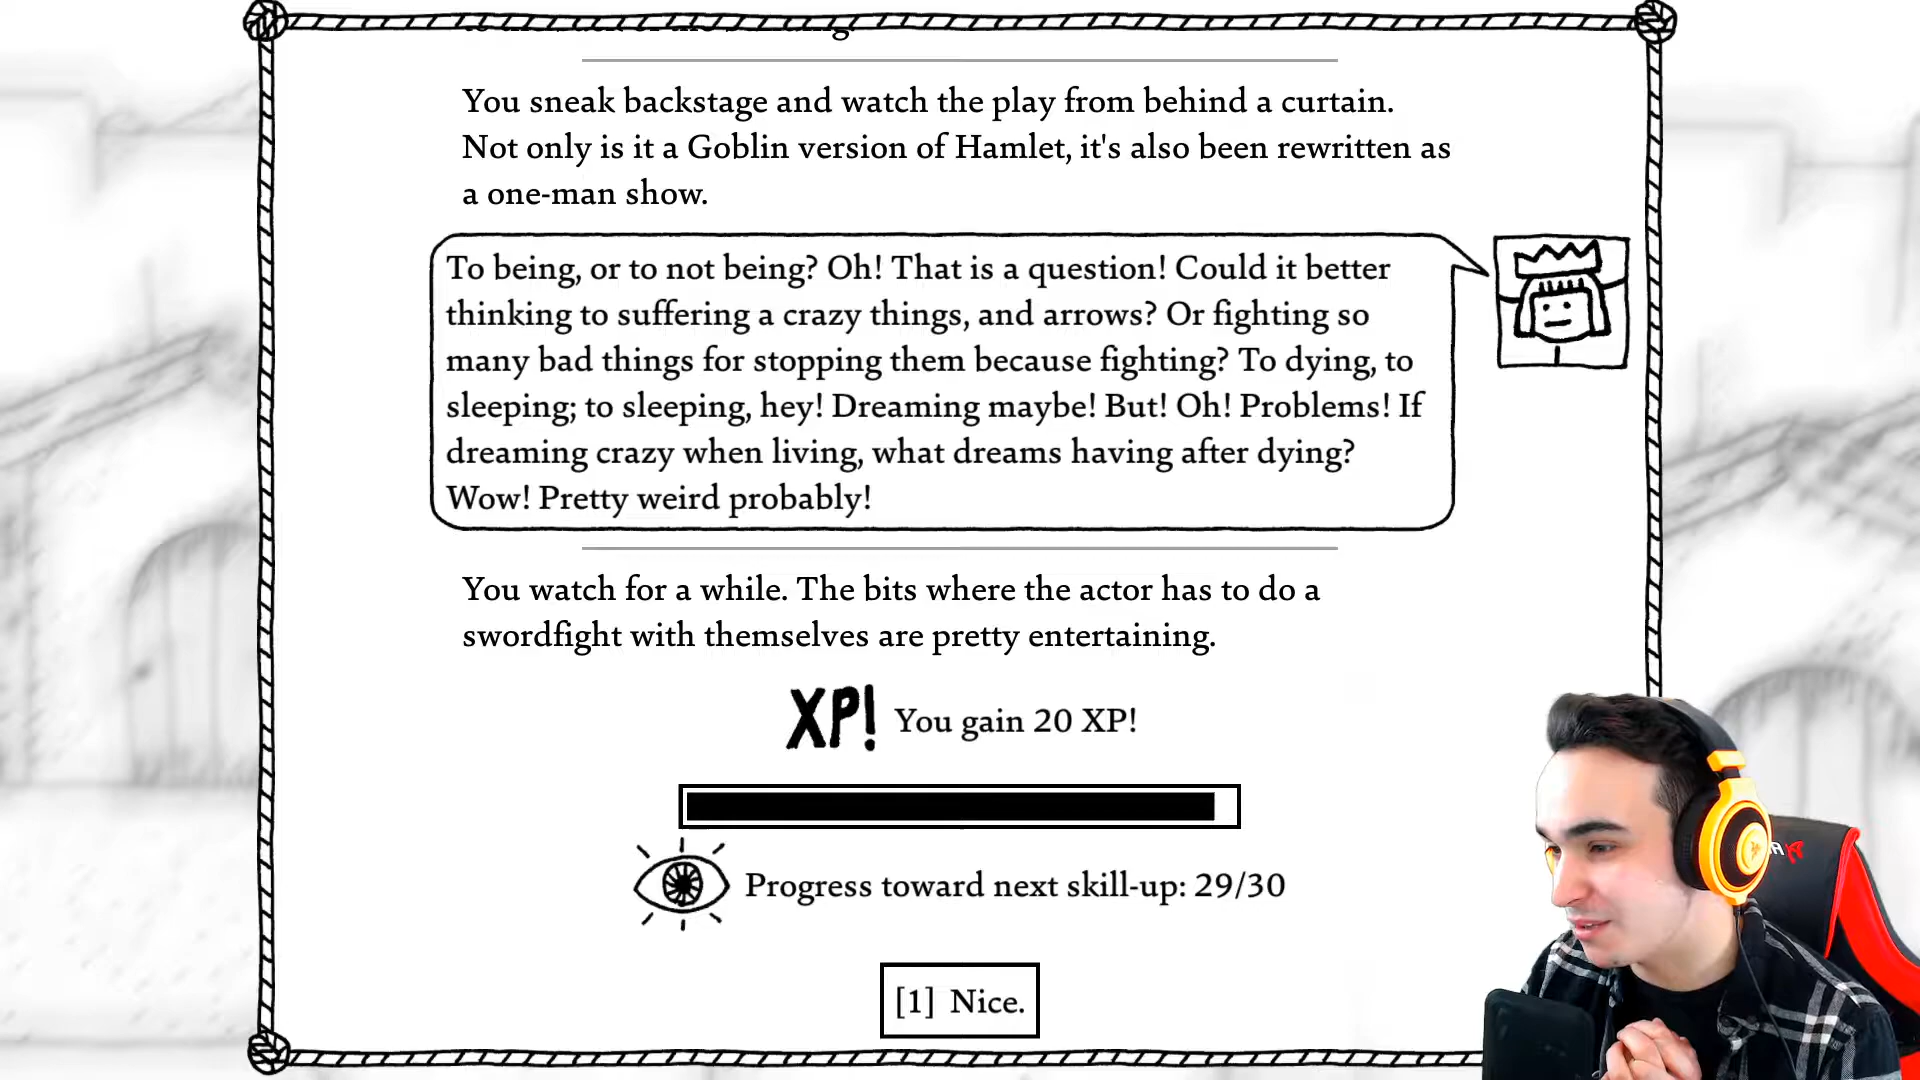 You sneak backstage and watch the play from behind a curtain.
Not only is it a Goblin version of Hamlet, it's also been rewritten as
a one-man show.
To being, or to not being? Oh! That is a question! Could it better
thinking to suffering a crazy things, and arrows? Or fighting so
many bad things for stopping them because fighting? To dying, to
sleeping; to sleeping, hey! Dreaming maybe! But! Oh! Problems! If
dreaming crazy when living, what dreams having after dying?
Wow! Pretty weird probably!
You watch for a while. The bits where the actor has to do a
swordfight with themselves are pretty entertaining.
XP! You gain 20 XP!
Progress toward next skill-up: 29/30
[1] Nice.